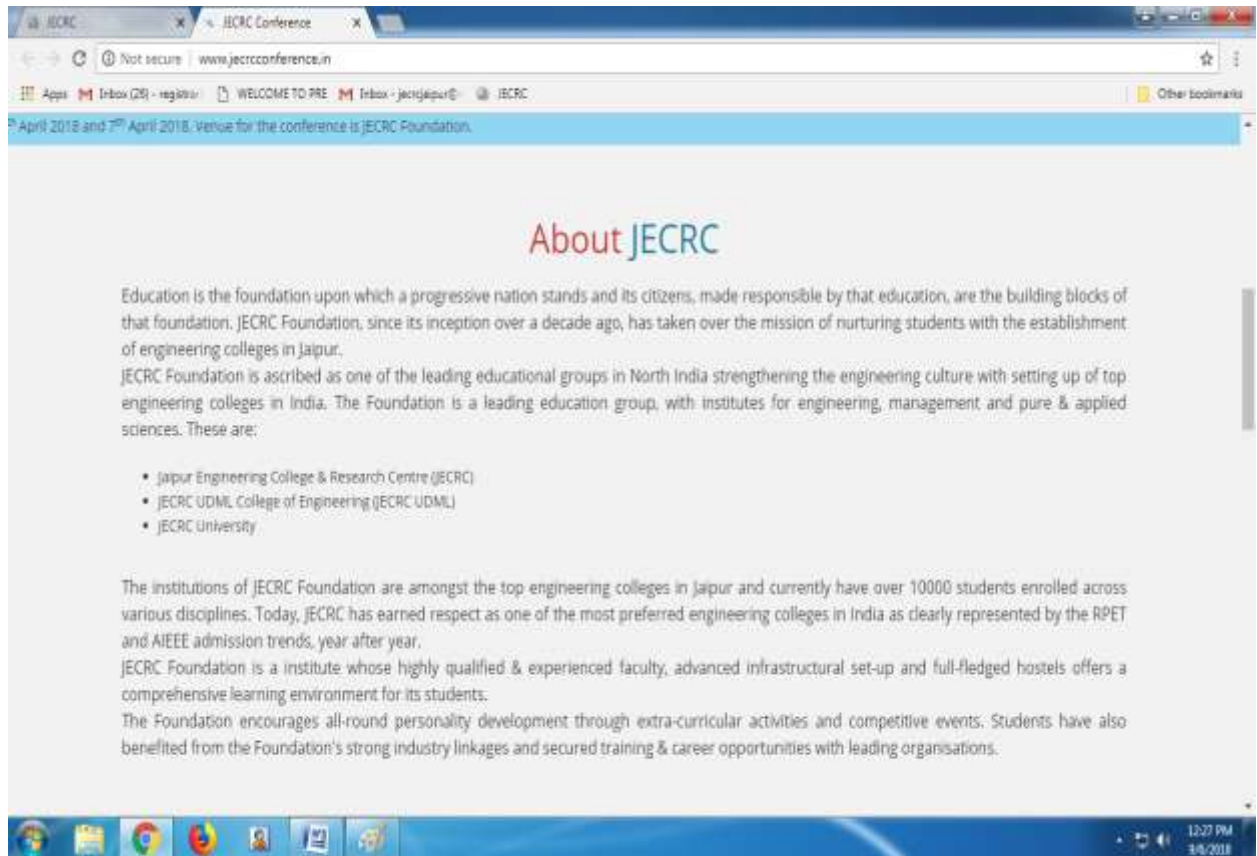 JECRC
JECRC Conference
Not secure www.jecrcconference.in
Apps Inbox (28) - registrar WELCOME TO PRE Inbox - jecrcjaipur@ JECRC Other bookmarks
April 2018 and 7th April 2018. Venue for the conference is JECRC Foundation.
About JECRC
Education is the foundation upon which a progressive nation stands and its citizens, made responsible by that education, are the building blocks of
that foundation. JECRC Foundation, since its inception over a decade ago, has taken over the mission of nurturing students with the establishment
of engineering colleges in Jaipur.
JECRC Foundation is ascribed as one of the leading educational groups in North India strengthening the engineering culture with setting up of top
engineering colleges in India. The Foundation is a leading education group, with institutes for engineering, management and pure & applied
sciences. These are:
• Jaipur Engineering College & Research Centre (JECRC)
• JECRC UDML College of Engineering (JECRC UDML)
• JECRC University
The institutions of JECRC Foundation are amongst the top engineering colleges in Jaipur and currently have over 10000 students enrolled across
various disciplines. Today, JECRC has earned respect as one of the most preferred engineering colleges in India as clearly represented by the RPET
and AIEEE admission trends, year after year.
JECRC Foundation is a institute whose highly qualified & experienced faculty, advanced infrastructural set-up and full-fledged hostels offers a
comprehensive learning environment for its students.
The Foundation encourages all-round personality development through extra-curricular activities and competitive events. Students have also
benefited from the Foundation's strong industry linkages and secured training & career opportunities with leading organisations.
12:27 PM
3/6/2018